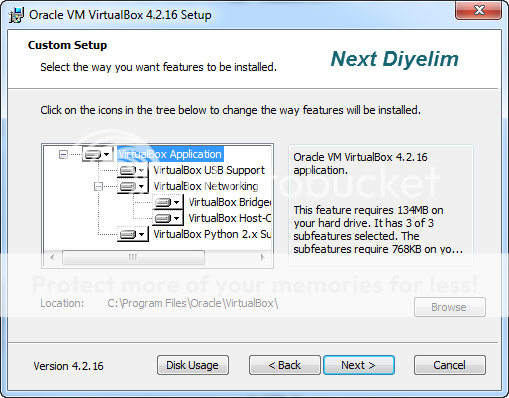 Oracle VM VirtualBox 4.2.16 Setup
Custom Setup
Select the way you want features to be installed.
Next Diyelim
Click on the icons in the tree below to change the way features will be installed.
VirtualBox Application
VirtualBox USB Support
VirtualBox Networking
VirtualBox Bridge
VirtualBox Host-C
VirtualBox Python 2.x Su
Oracle VM VirtualBox 4.2.16
application.
This feature requires 134MB on
your hard drive. It has 3 of 3
subfeatures selected. The
subfeatures require 768KB on yo...
photobucket
Protect more of your memories for less!
Location: C:\Program Files\Oracle\VirtualBox\
Browse
Version 4.2.16
Disk Usage
< Back
Next >
Cancel